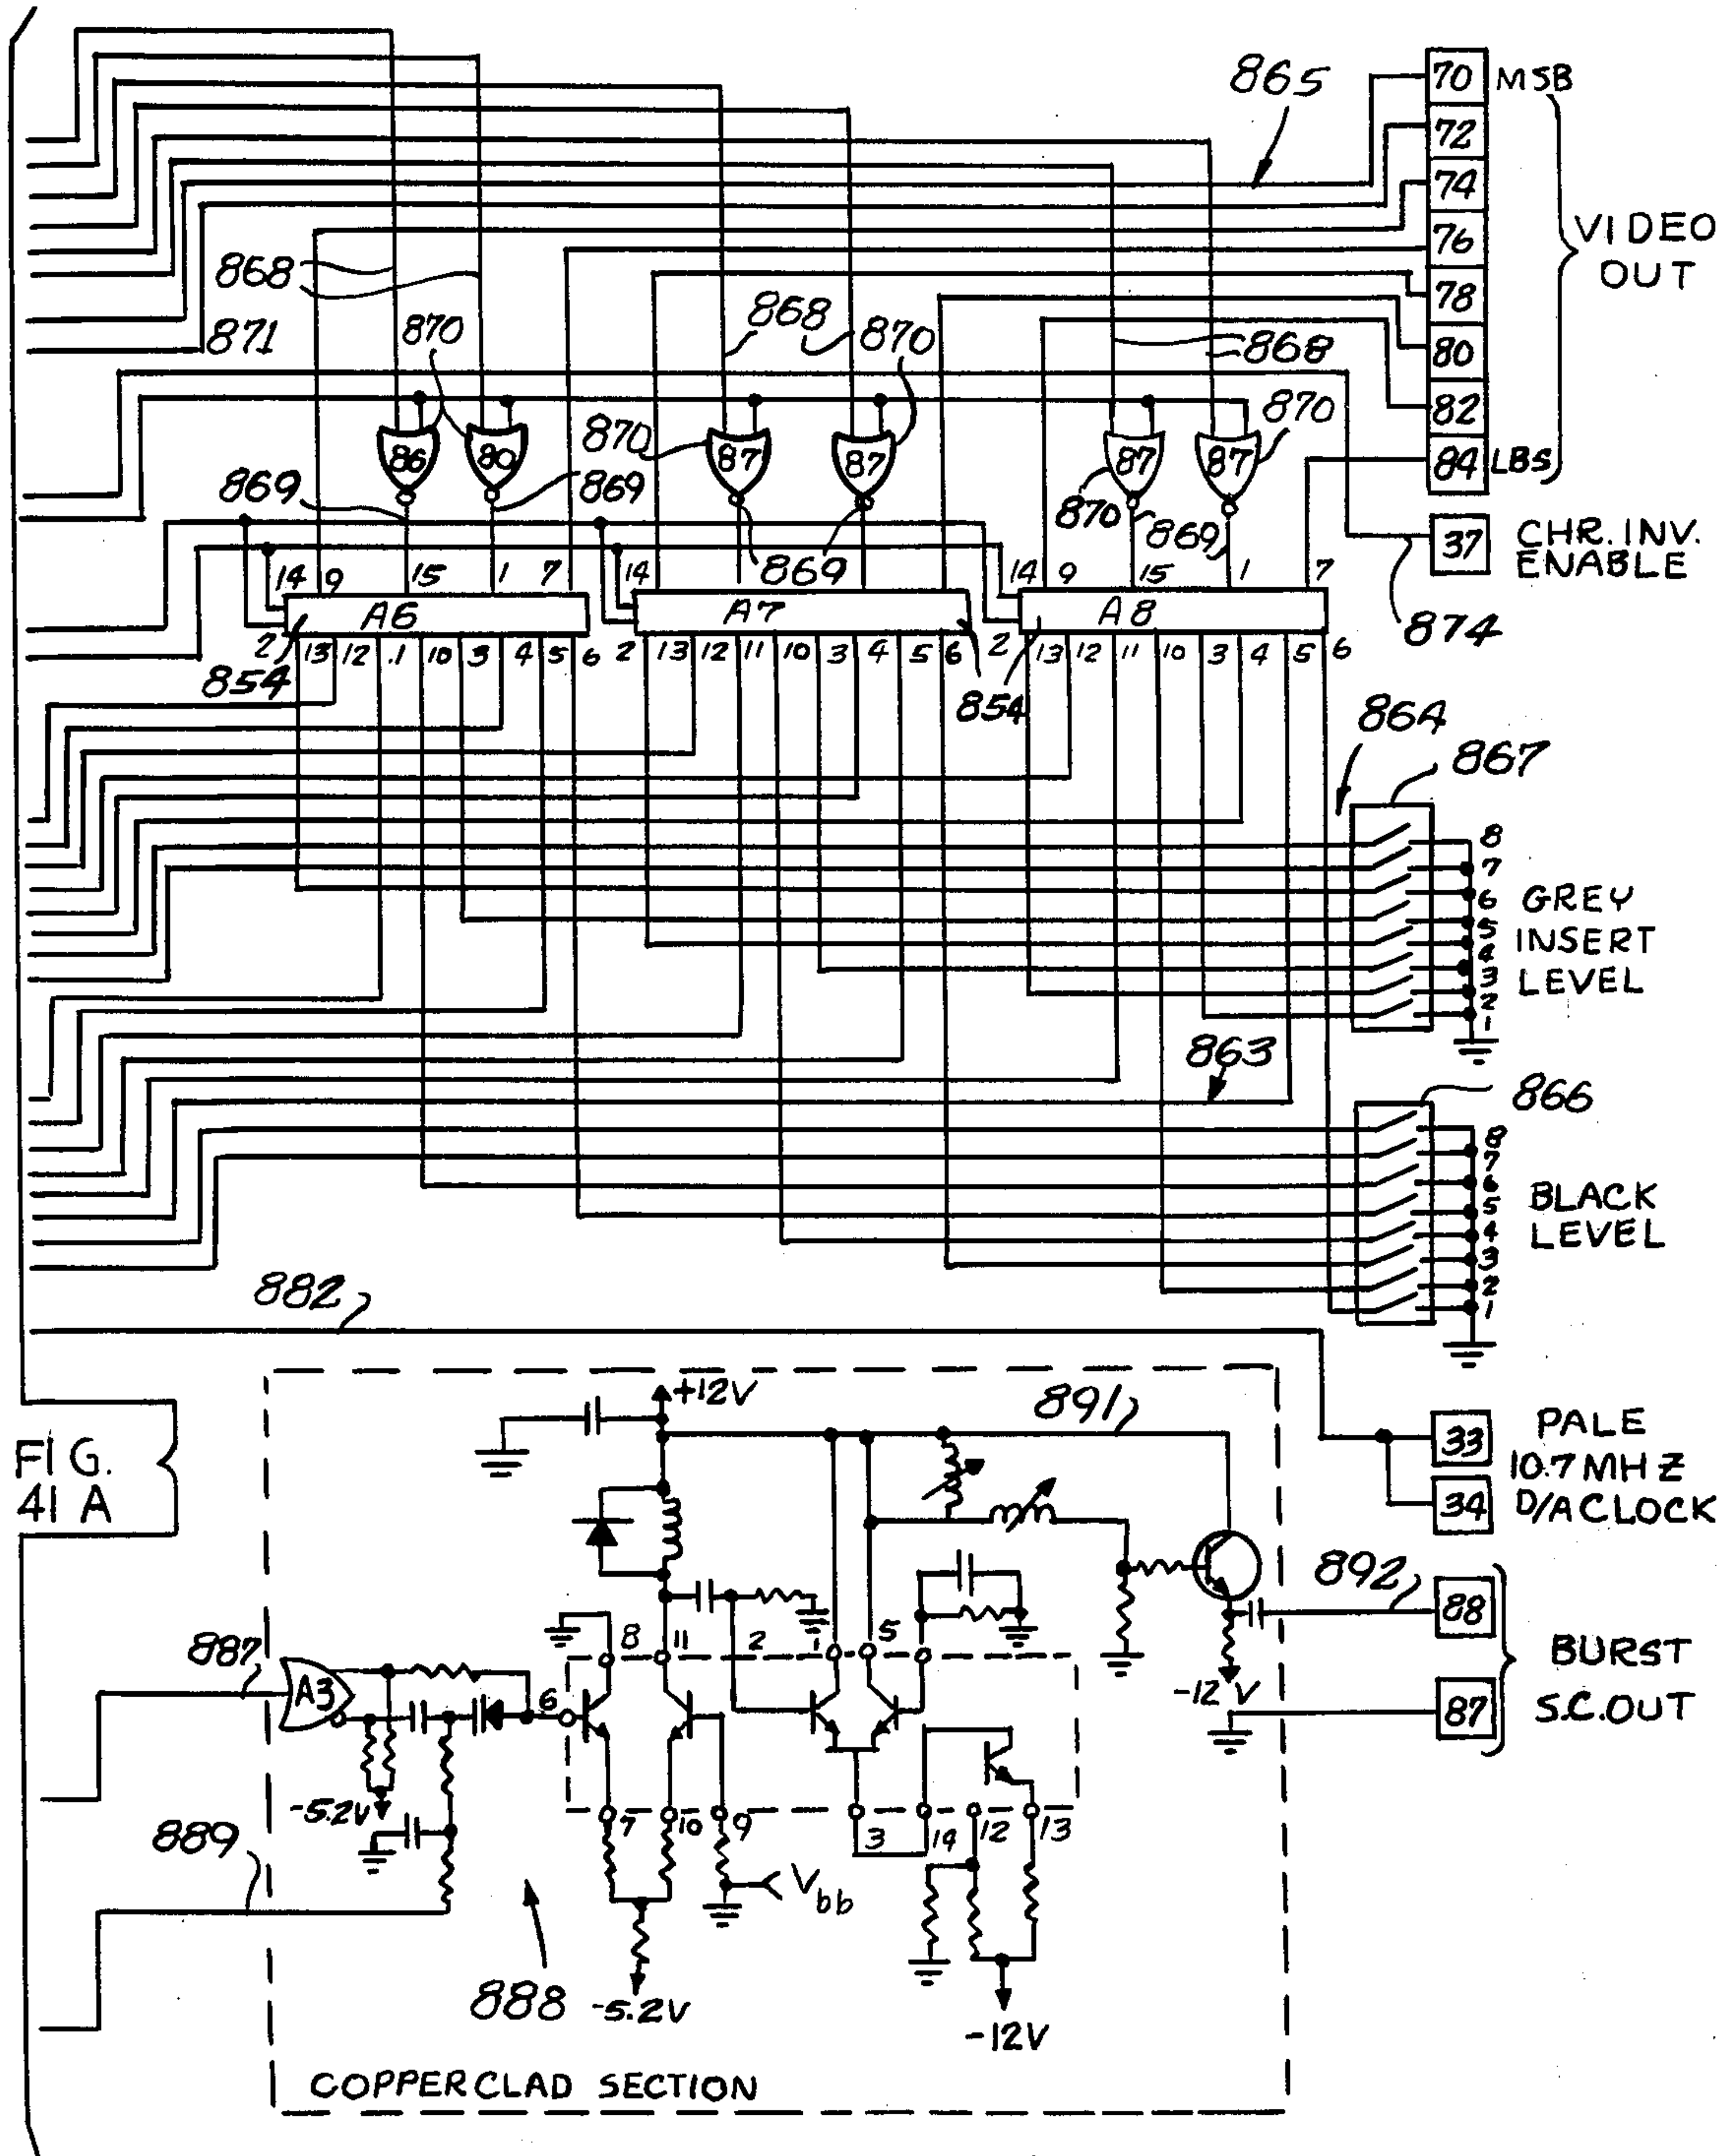 865
70 MSB
72
74
76
78
80
82
84 LBS
VIDEO
OUT
868
871
870
868 870
868
86
80
870
87
87
87
87
870
870
869
869
869
869
37 CHR. INV.
ENABLE
874
14 9 15 1 7
A6
2 13 12 .1 10 3 4 5 6
854
14
A7
2 13 12 11 10 3 4 5 6
854
14 9 15 1 7
A8
2 13 12 11 10 3 4 5 6
864
867
8
7
6
5
4
3
2
1
GREY
INSERT
LEVEL
863
866
8
7
6
5
4
3
2
1
BLACK
LEVEL
882
FIG.
41 A
+12V
891
33
34
PALE
10.7 MHZ
D/A CLOCK
892
88
87
BURST
S.C. OUT
-12V
887
A3
6
8 11 2 1 5
7 10 9 3 14 12 13
-5.2V
889
Vbb
888
-5.2V
-12V
COPPER CLAD SECTION